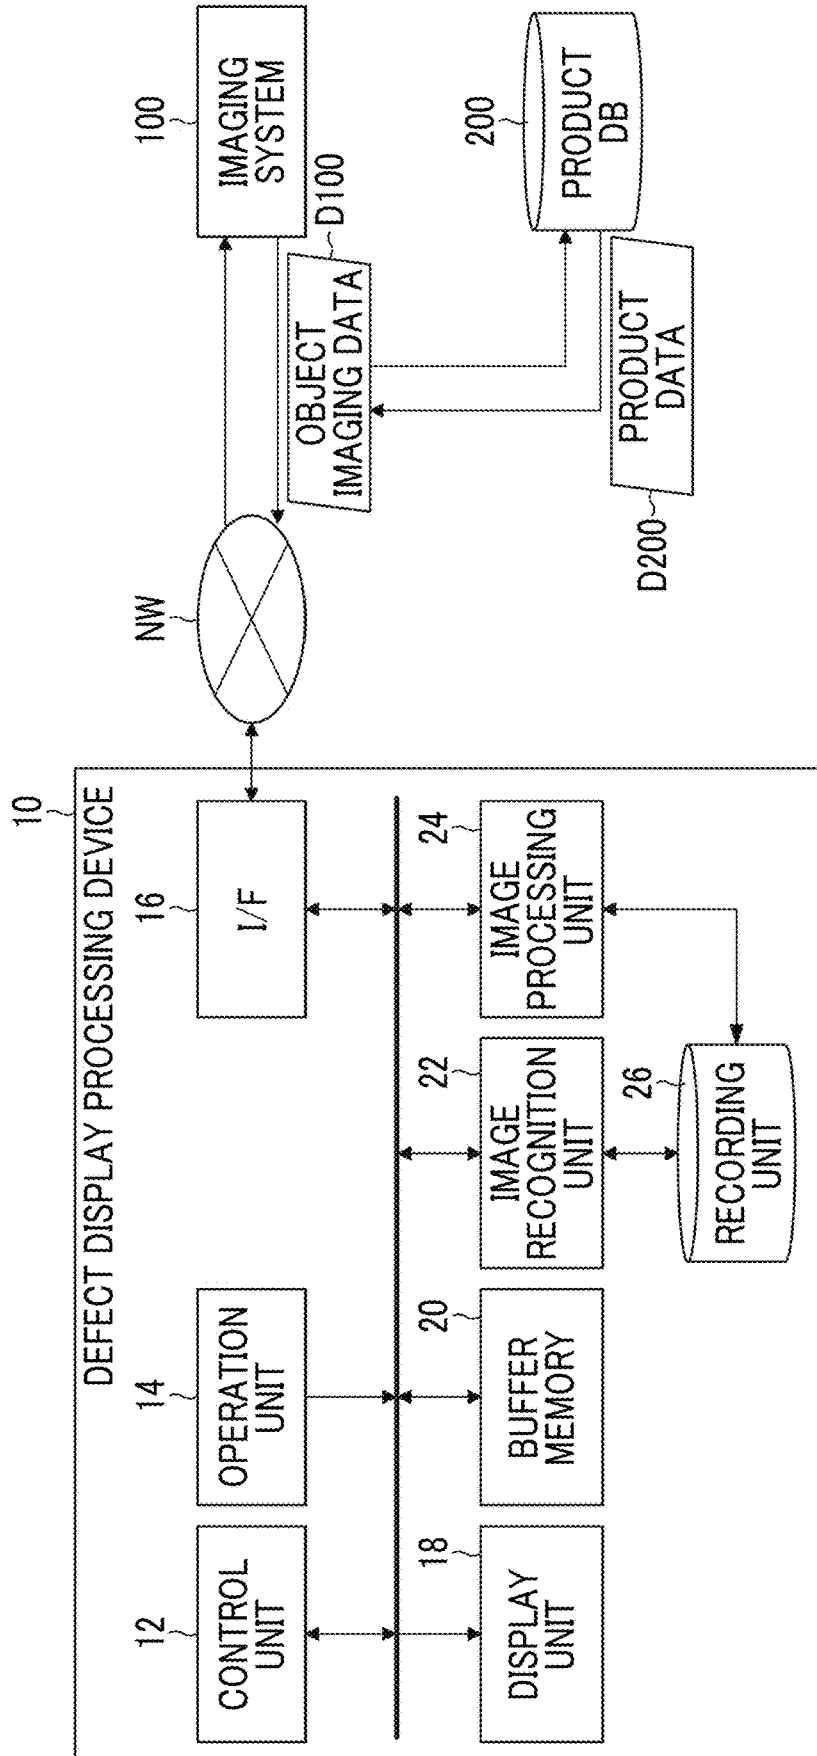 10
DEFECT DISPLAY PROCESSING DEVICE
12
CONTROL
UNIT
14
OPERATION
UNIT
16
I/F
18
DISPLAY
UNIT
20
BUFFER
MEMORY
22
IMAGE
RECOGNITION
UNIT
24
IMAGE
PROCESSING
UNIT
26
RECORDING
UNIT
NW
100
IMAGING
SYSTEM
D100
OBJECT
IMAGING DATA
200
PRODUCT
DB
D200
PRODUCT
DATA